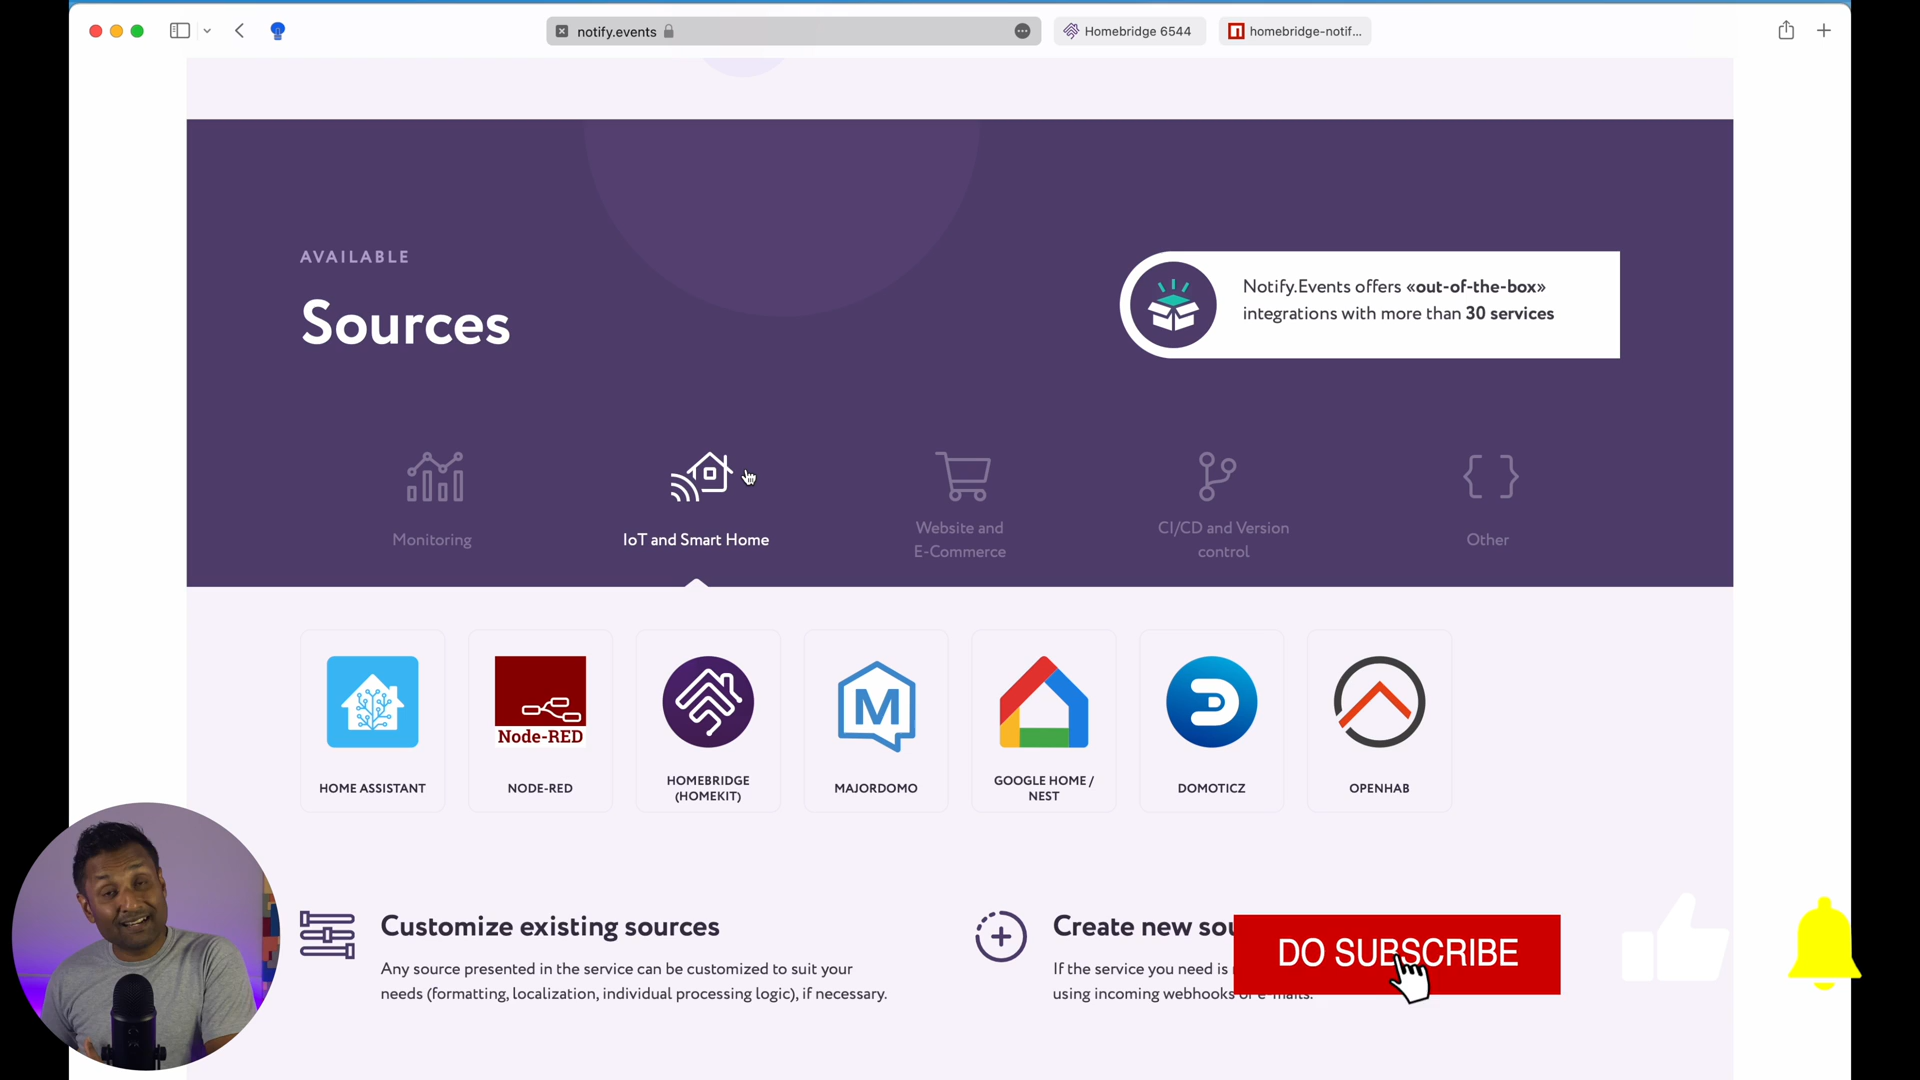 notify.events
Homebridge 6544
homebridge-notif...
AVAILABLE
Sources
Notify.Events offers «out-of-the-box»
integrations with more than 30 services
Monitoring
IoT and Smart Home
Website and
E-Commerce
CI/CD and Version
control
Other
Node-RED
M
HOME ASSISTANT
NODE-RED
HOMEBRIDGE
(HOMEKIT)
MAJORDOMO
GOOGLE HOME /
NEST
DOMOTICZ
OPENHAB
Customize existing sources
Any source presented in the service can be customized to suit your
needs (formatting, localization, individual processing logic), if necessary.
Create new
If the service you need is
using incoming webhooks
DO SUBSCRIBE